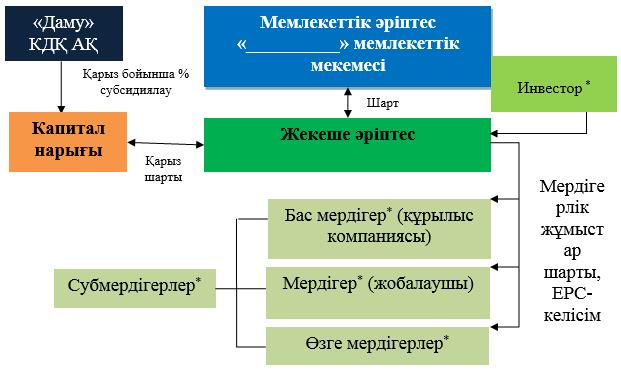 «Даму»
КДҚ АҚ
Мемлекеттік әріптес
«__________» мемлекеттік
мекемесі
Қарыз бойынша %
субсидиялау
Шарт
Инвестор*
Капитал
нарығы
Қарыз
шарты
Жекеше әріптес
Бас мердігер* (құрылыс
компаниясы)
Субмердігерлер*
Мердігер* (жобалаушы)
Өзге мердігерлер*
Мердіге
рлік
жұмыст
ар
шарты,
ЕРС-
келісім